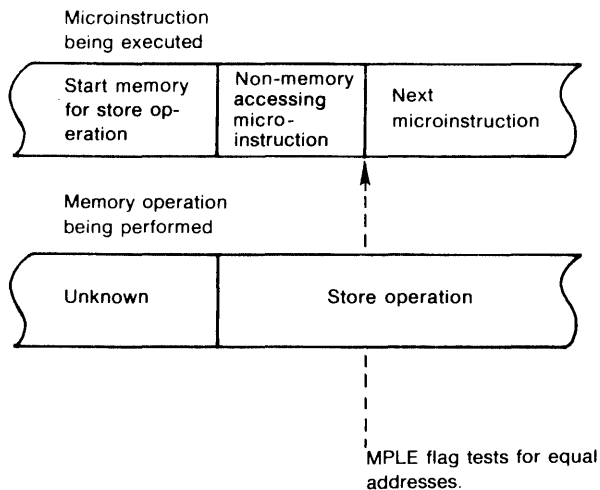 Microinstruction
being executed
Start memory
for store op-
eration
Non-memory
accessing
micro-
instruction
Next
microinstruction
Memory operation
being performed
Unknown
Store operation
MPLE flag tests for equal
addresses.